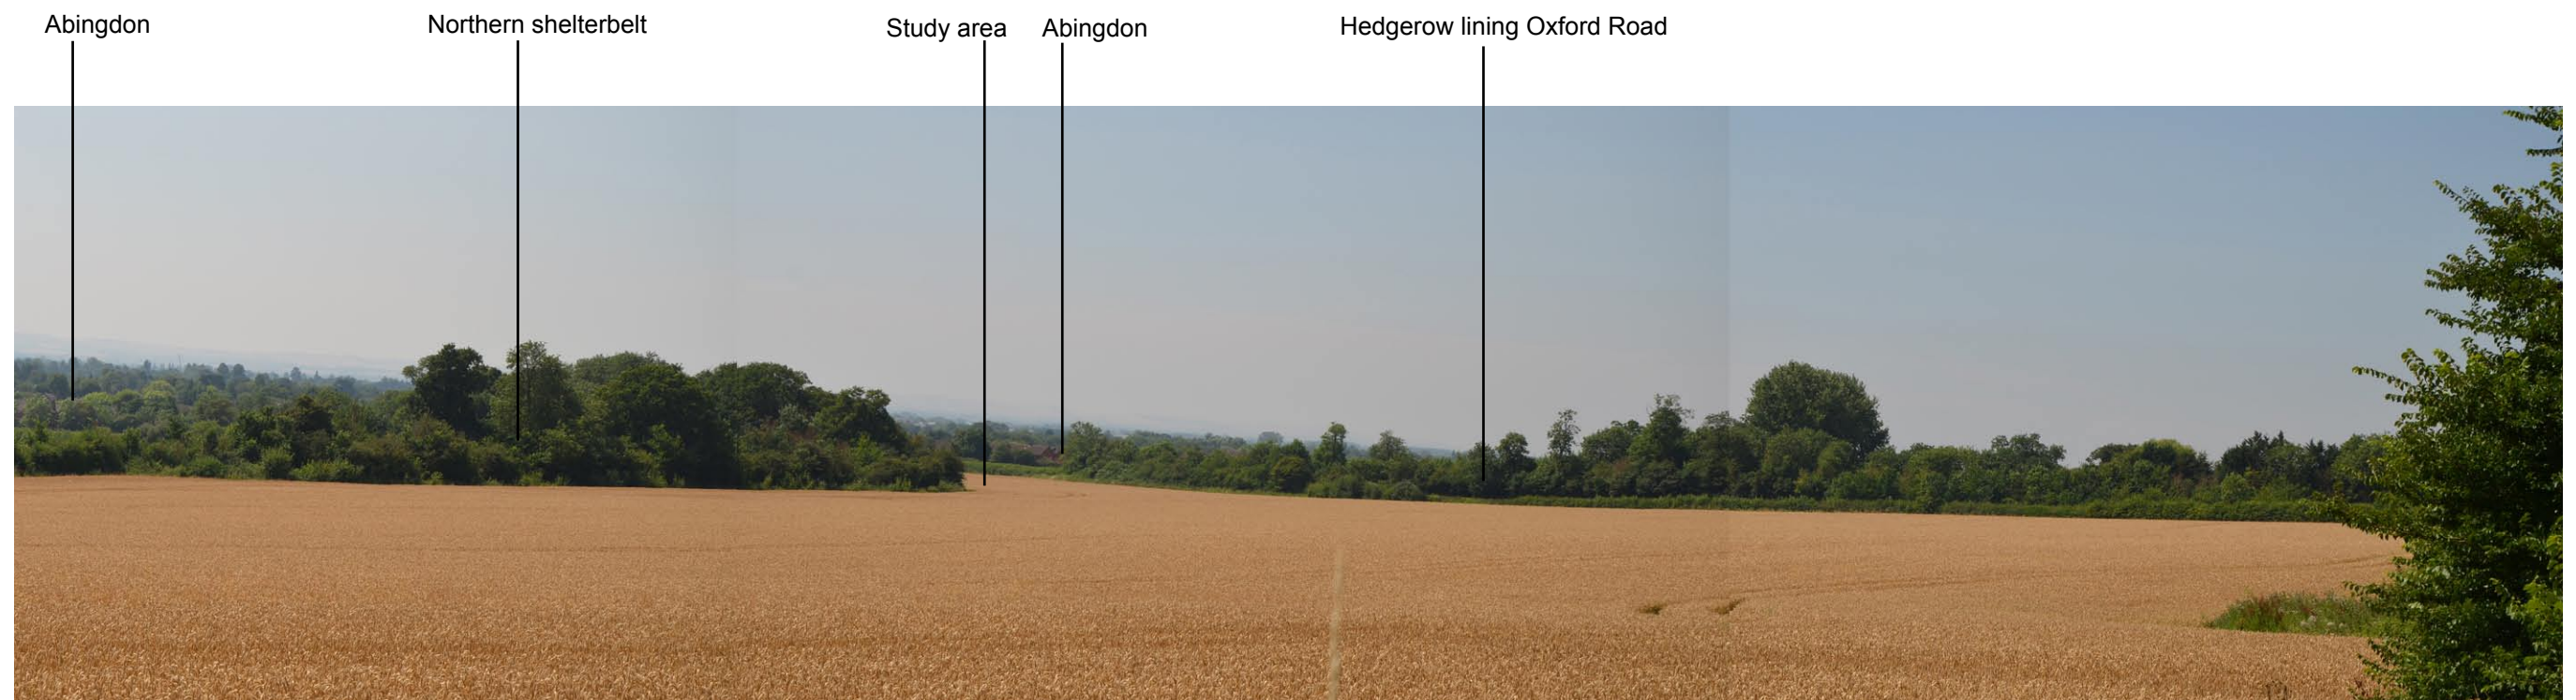 Abingdon
Northern shelterbelt
Study area
Abingdon
Hedgerow lining Oxford Road